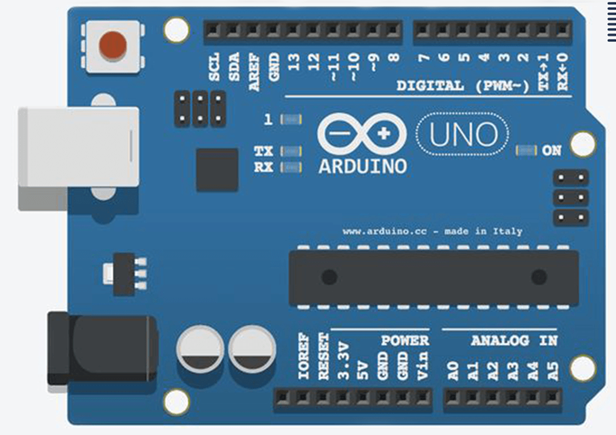 SCL SDA AREF GND 13 12 ~11 ~10 ~9 8 7 ~6 ~5 4 ~3 2 TX→1 RX←0
DIGITAL (PWM~)
1
TX
RX
ARDUINO
UNO
ON
www.arduino.cc - made in Italy
POWER
ANALOG IN
IOREF RESET 3.3V 5V GND GND Vin A0 A1 A2 A3 A4 A5